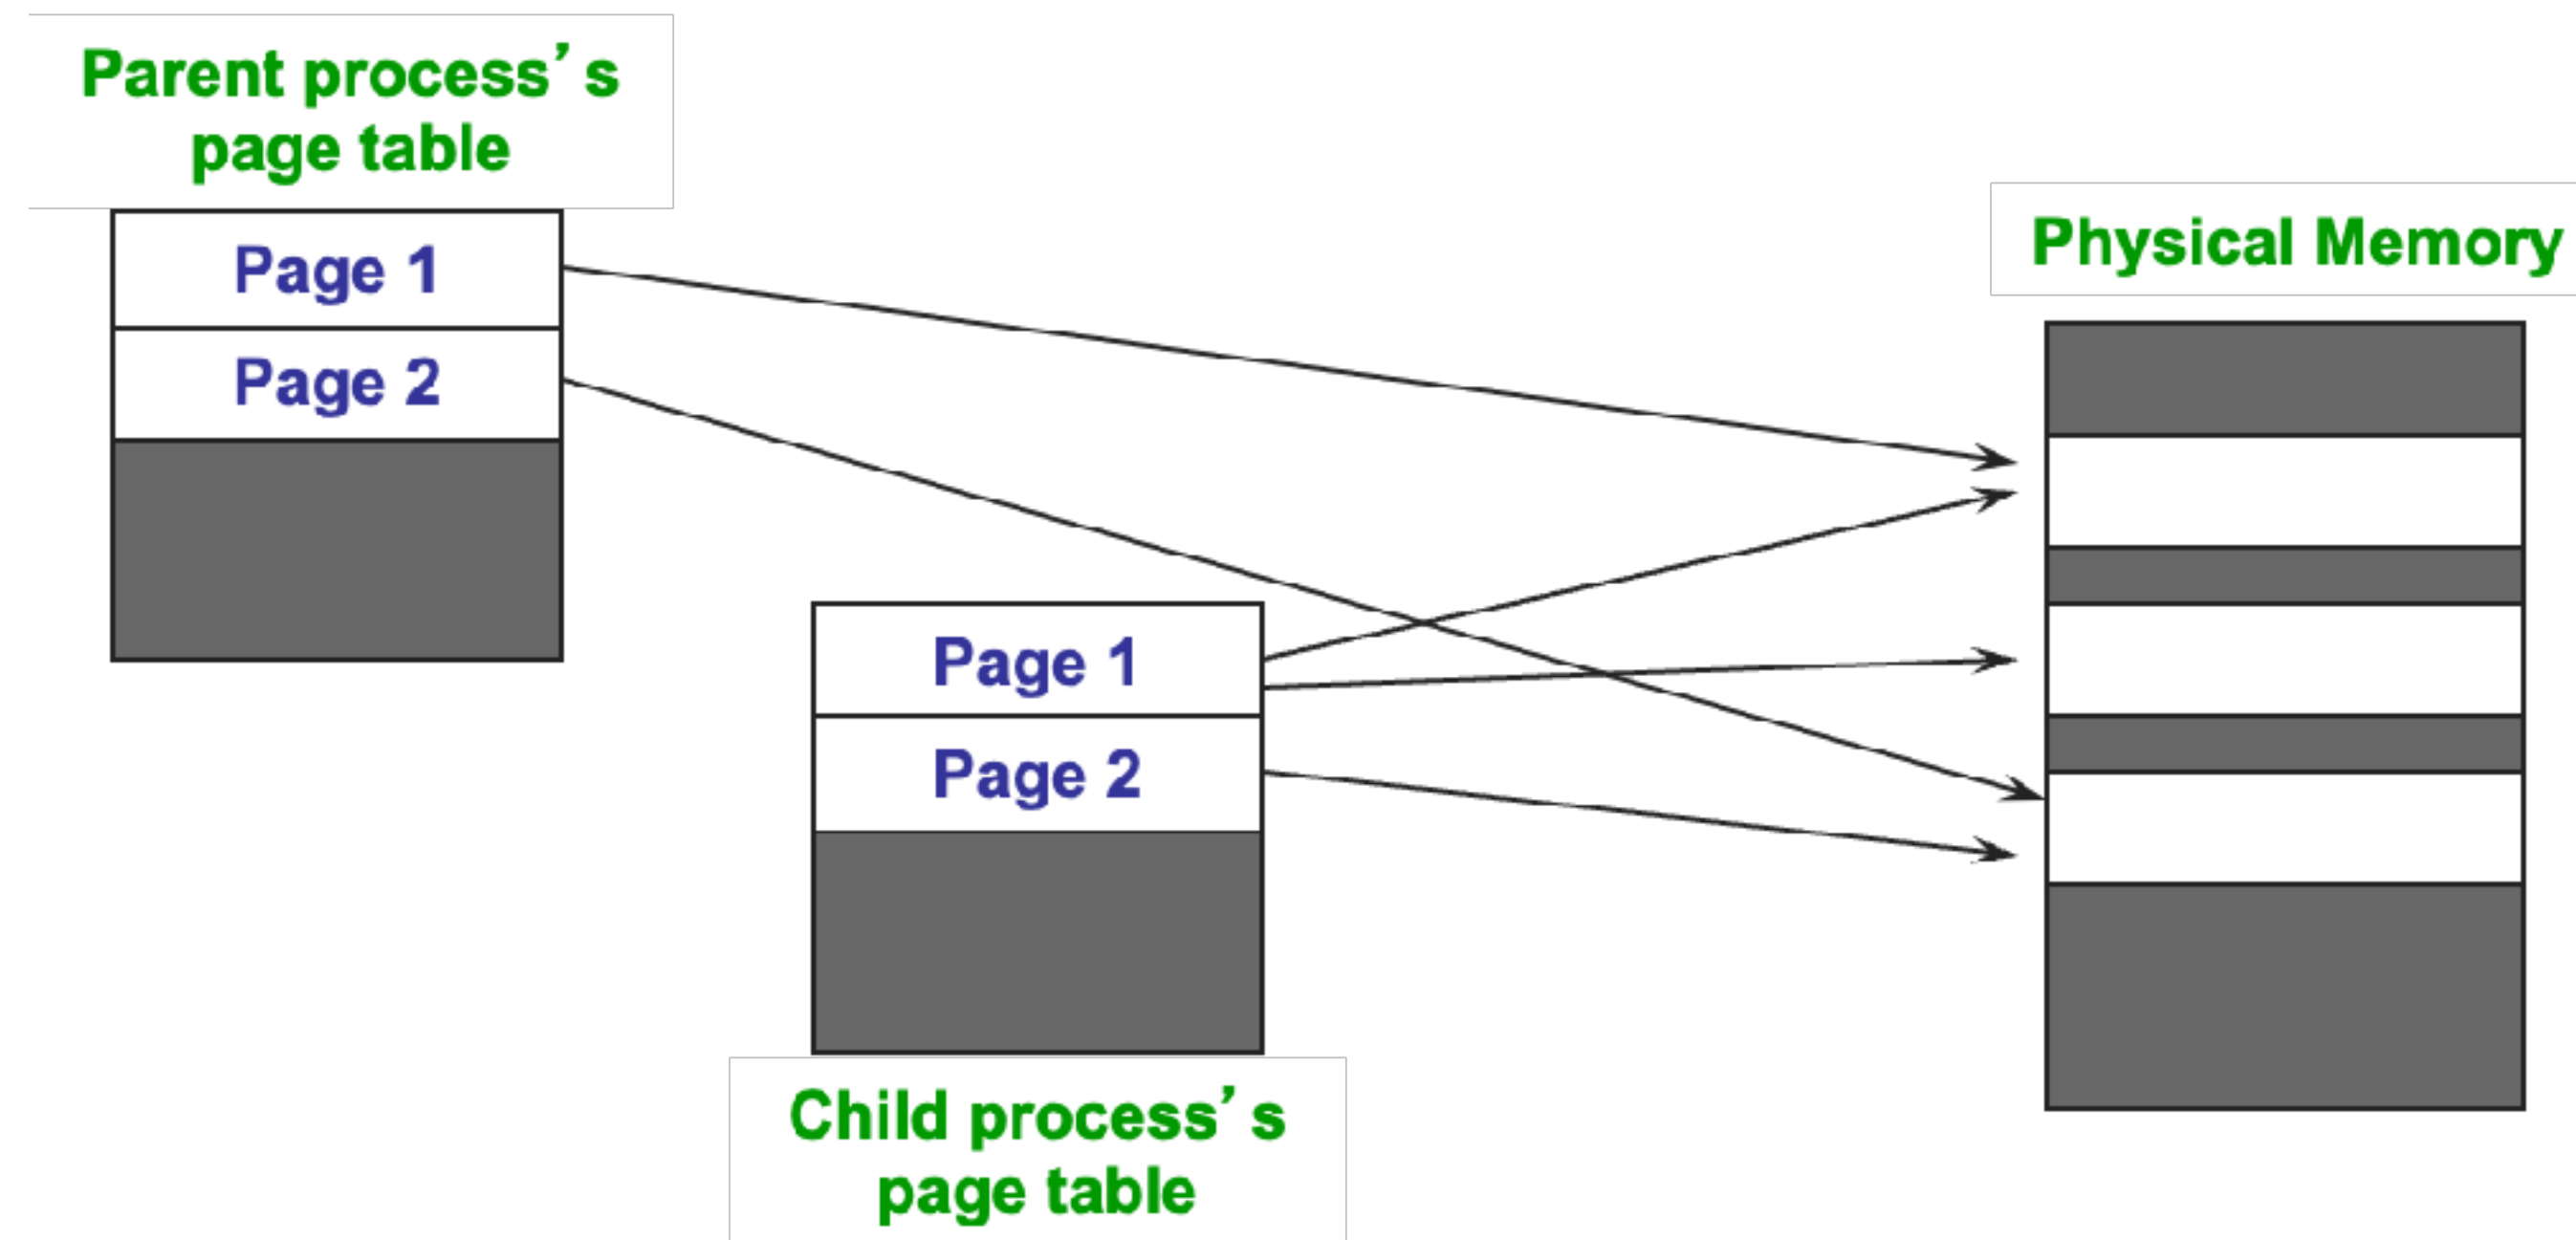 Parent process’s
page table
Page 1
Page 2
Physical Memory
Page 1
Page 2
Child process’s
page table